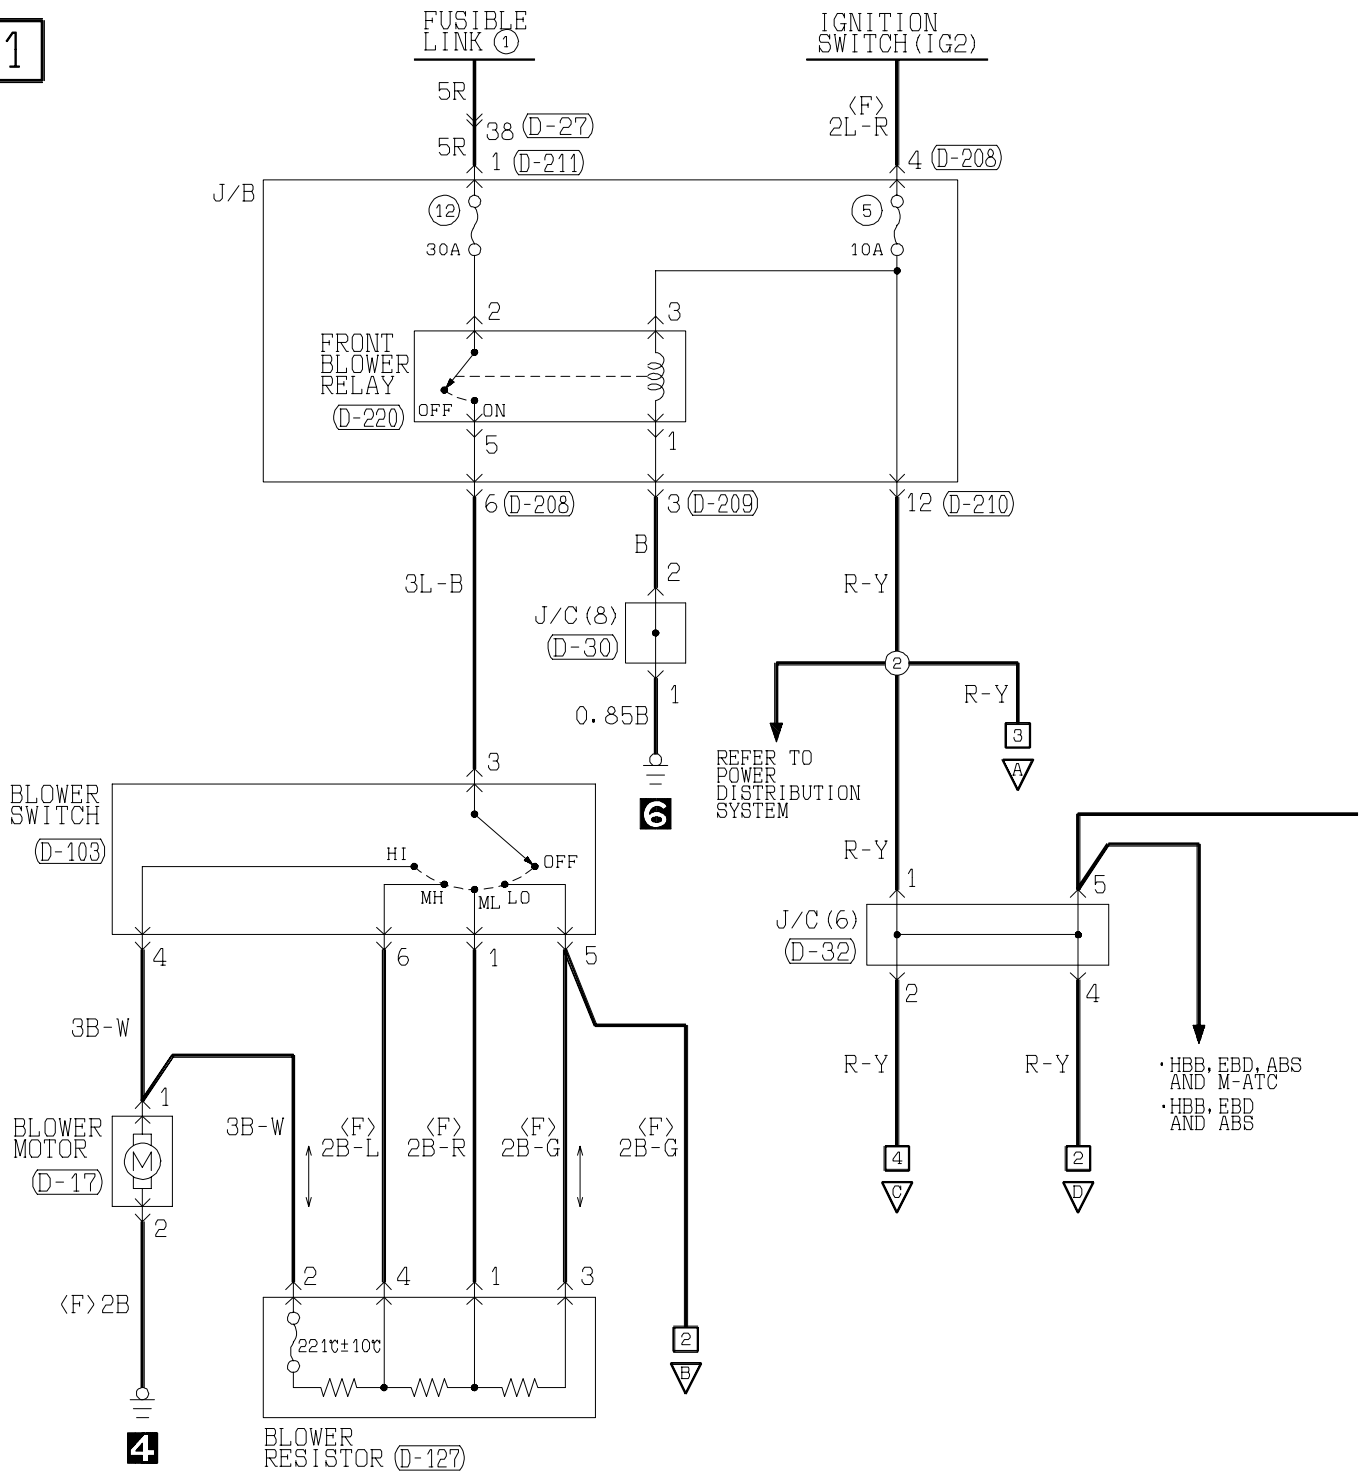 1
FUSIBLE
LINK ①
IGNITION
SWITCH(IG2)
5R
38 (D-27)
5R
1 (D-211)
<F>
2L-R
4 (D-208)
J/B
12
30A
5
10A
2
3
FRONT
BLOWER
RELAY
(D-220)
OFF
ON
5
1
6 (D-208)
3 (D-209)
12 (D-210)
3L-B
B
2
J/C(8)
(D-30)
1
0.85B
6
R-Y
2
R-Y
REFER TO
POWER
DISTRIBUTION
SYSTEM
3
A
BLOWER
SWITCH
(D-103)
3
HI
MH
ML
LO
OFF
4
6
1
5
R-Y
1
5
J/C(6)
(D-32)
2
4
R-Y
R-Y
·HBB,EBD,ABS
AND M-ATC
·HBB,EBD
AND ABS
4
C
2
D
3B-W
1
BLOWER
MOTOR
(D-17)
M
2
<F>2B
4
3B-W
<F>
2B-L
<F>
2B-R
<F>
2B-G
<F>
2B-G
2
4
1
3
221℃±10℃
2
B
BLOWER
RESISTOR (D-127)